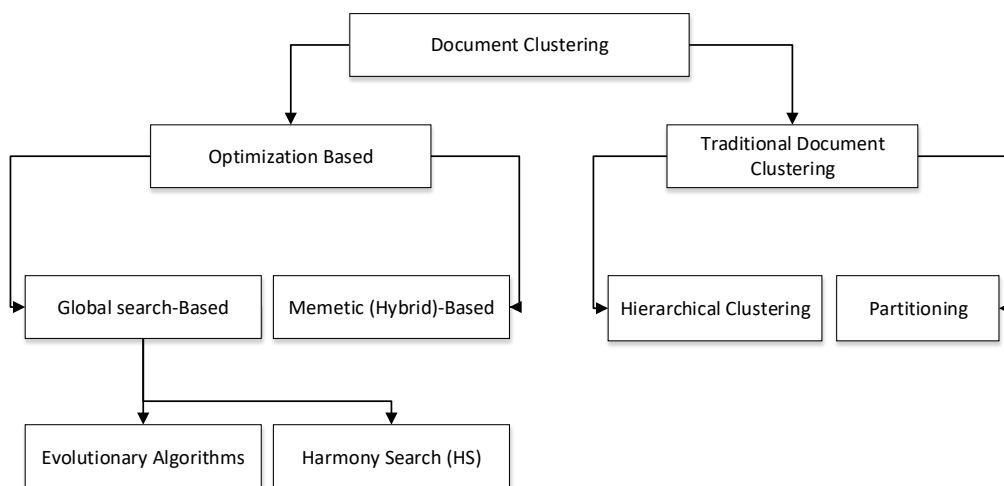 Document Clustering
Optimization Based
Traditional Document
Clustering
Global search-Based
Memetic (Hybrid)-Based
Hierarchical Clustering
Partitioning
Evolutionary Algorithms
Harmony Search (HS)